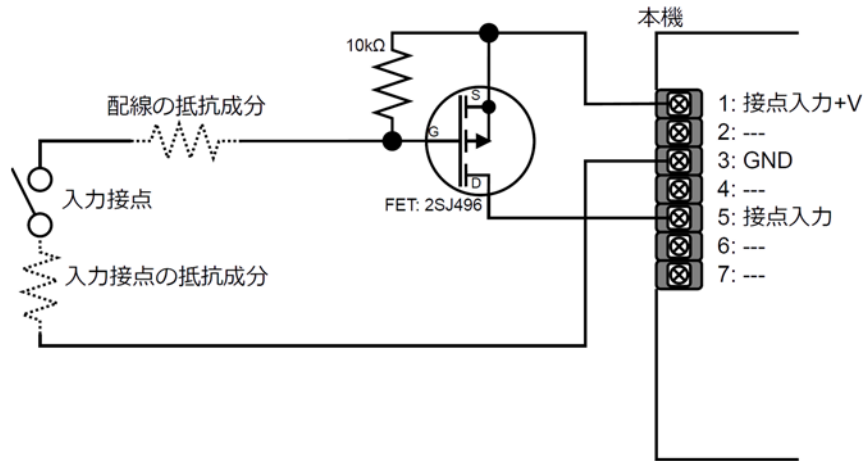 本機
10kΩ
配線の抵抗成分
S
G
D
FET: 2SJ496
入力接点
入力接点の抵抗成分
1: 接点入力+V
2: ---
3: GND
4: ---
5: 接点入力
6: ---
7: ---